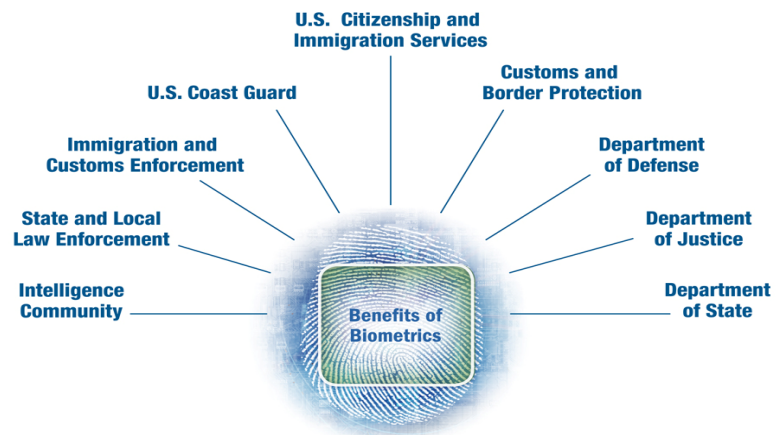 U.S. Citizenship and
Immigration Services
Customs and
Border Protection
U.S. Coast Guard
Immigration and
Customs Enforcement
Department
of Defense
State and Local
Law Enforcement
Department
of Justice
Intelligence
Community
Department
of State
Benefits of
Biometrics